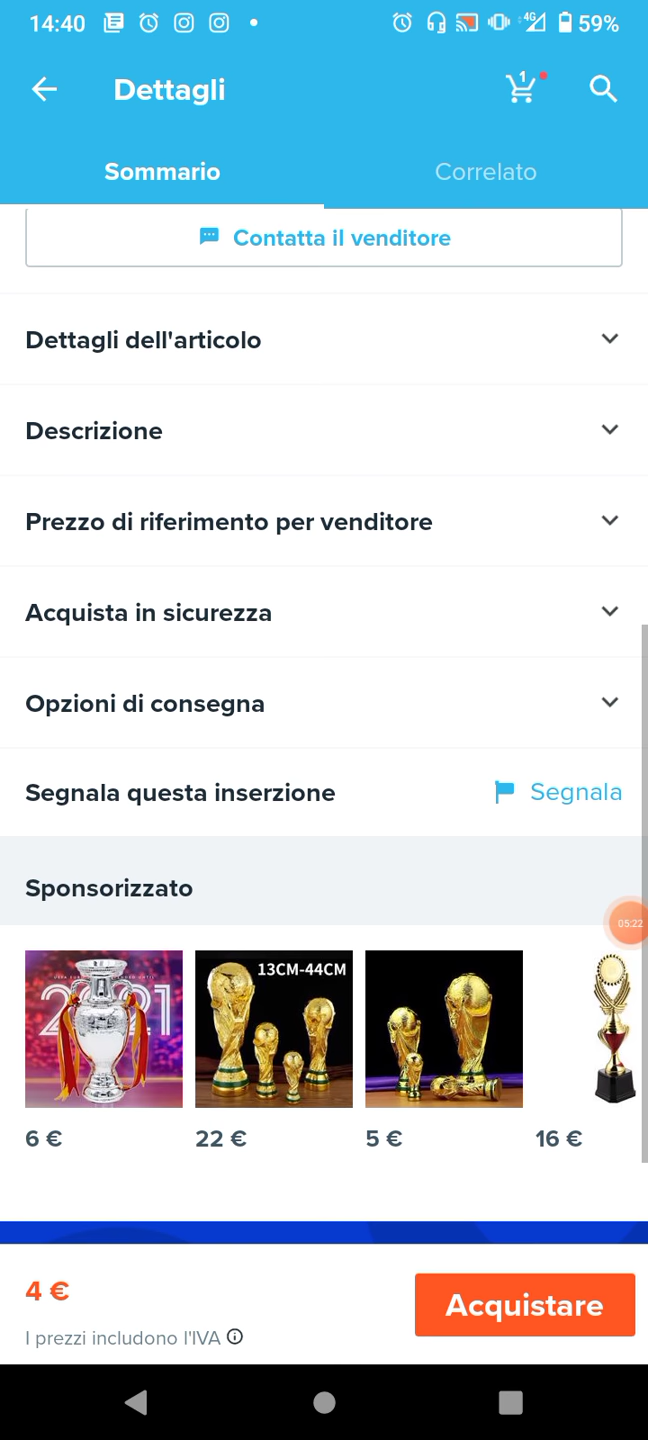 14:40
4G
59%
Dettagli
1
Sommario
Correlato
Contatta il venditore
Dettagli dell'articolo
Descrizione
Prezzo di riferimento per venditore
Acquista in sicurezza
Opzioni di consegna
Segnala questa inserzione
Segnala
Sponsorizzato
05:22
2021
13CM-44CM
6 €
22 €
5 €
16 €
4 €
Acquistare
I prezzi includono l'IVA